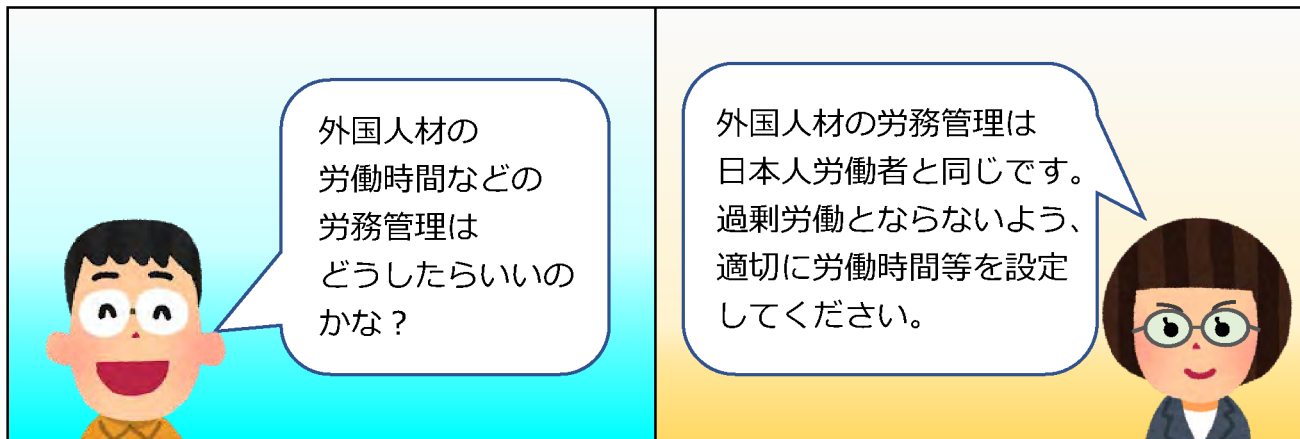 外国人材の
労働時間などの
労務管理は
どうしたらいいの
かな？
外国人材の労務管理は
日本人労働者と同じです。
過剰労働とならないよう、
適切に労働時間等を設定
してください。